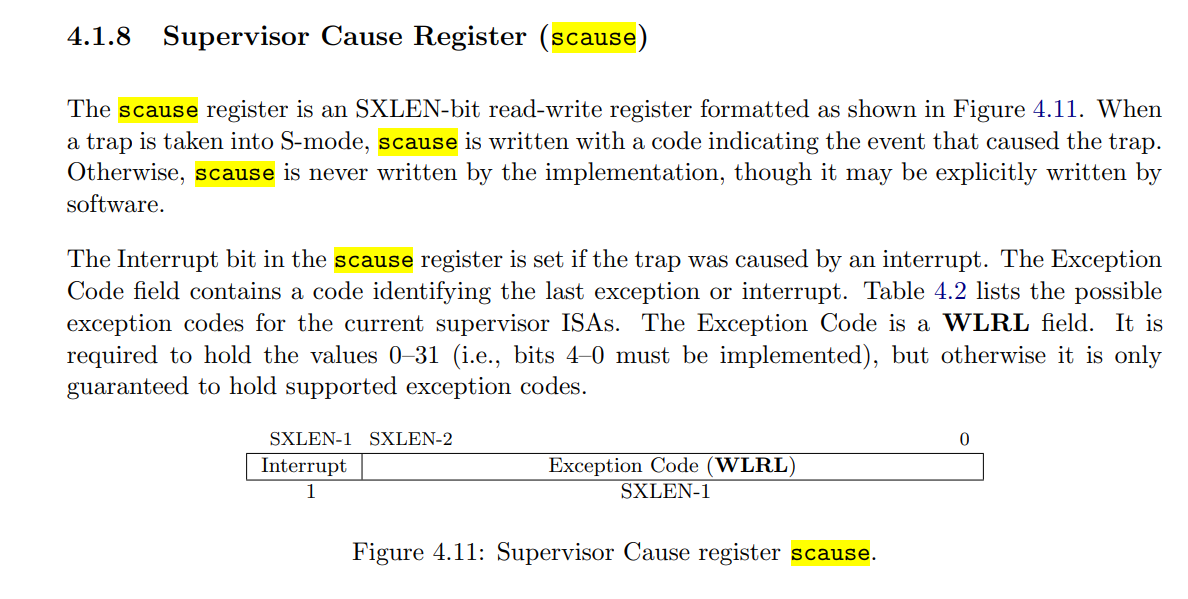 4.1.8 Supervisor Cause Register (scause)
The scause register is an SXLEN-bit read-write register formatted as shown in Figure 4.11. When
a trap is taken into S-mode, scause is written with a code indicating the event that caused the trap.
Otherwise, scause is never written by the implementation, though it may be explicitly written by
software.
The Interrupt bit in the scause register is set if the trap was caused by an interrupt. The Exception
Code field contains a code identifying the last exception or interrupt. Table 4.2 lists the possible
exception codes for the current supervisor ISAs. The Exception Code is a WLRL field. It is
required to hold the values 0–31 (i.e., bits 4–0 must be implemented), but otherwise it is only
guaranteed to hold supported exception codes.
SXLEN-1 SXLEN-2 0
Interrupt Exception Code (WLRL)
1 SXLEN-1
Figure 4.11: Supervisor Cause register scause.